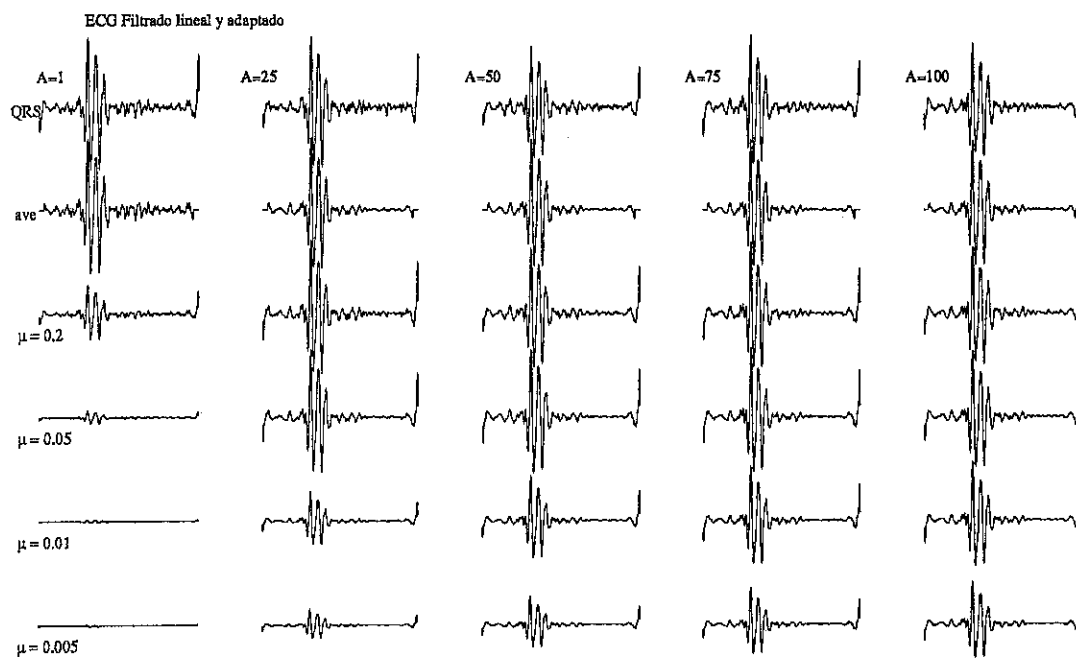 ECG Filtrado lineal y adaptado
A=1 A=25 A=50 A=75 A=100
QRS
ave
μ = 0.2
μ = 0.05
μ = 0.01
μ = 0.005